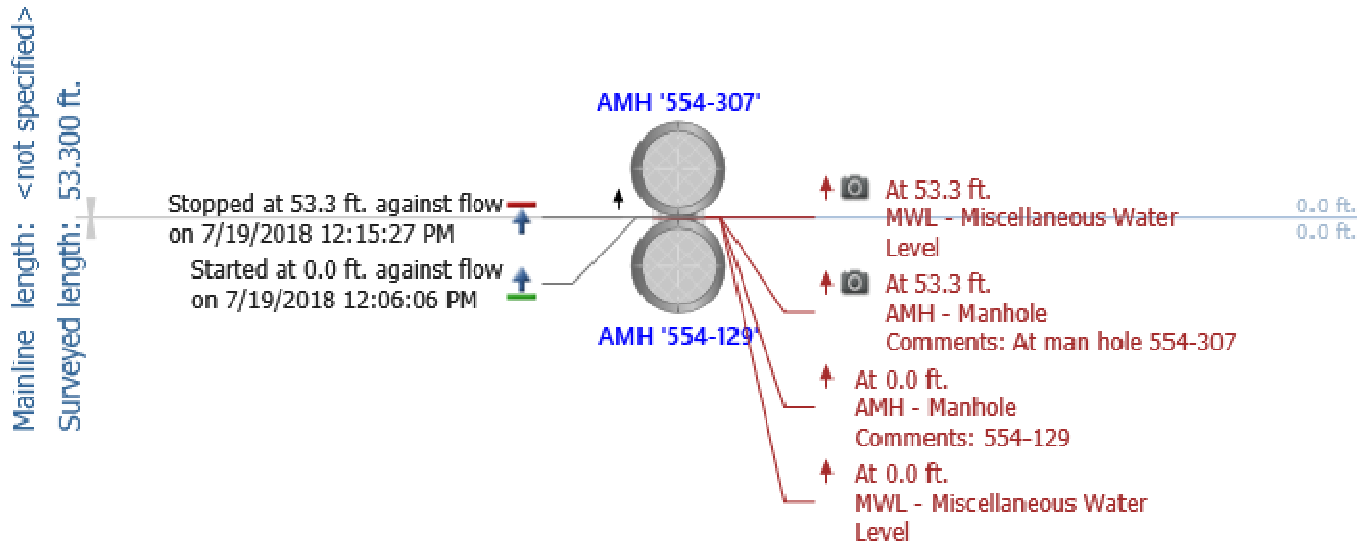 Mainline length: <not specified>
Surveyed length: 53.300 ft.
AMH '554-307'
Stopped at 53.3 ft. against flow
on 7/19/2018 12:15:27 PM
Started at 0.0 ft. against flow
on 7/19/2018 12:06:06 PM
AMH '554-129'
At 53.3 ft.
MWL - Miscellaneous Water
Level
At 53.3 ft.
AMH - Manhole
Comments: At man hole 554-307
At 0.0 ft.
AMH - Manhole
Comments: 554-129
At 0.0 ft.
MWL - Miscellaneous Water
Level
0.0 ft.
0.0 ft.